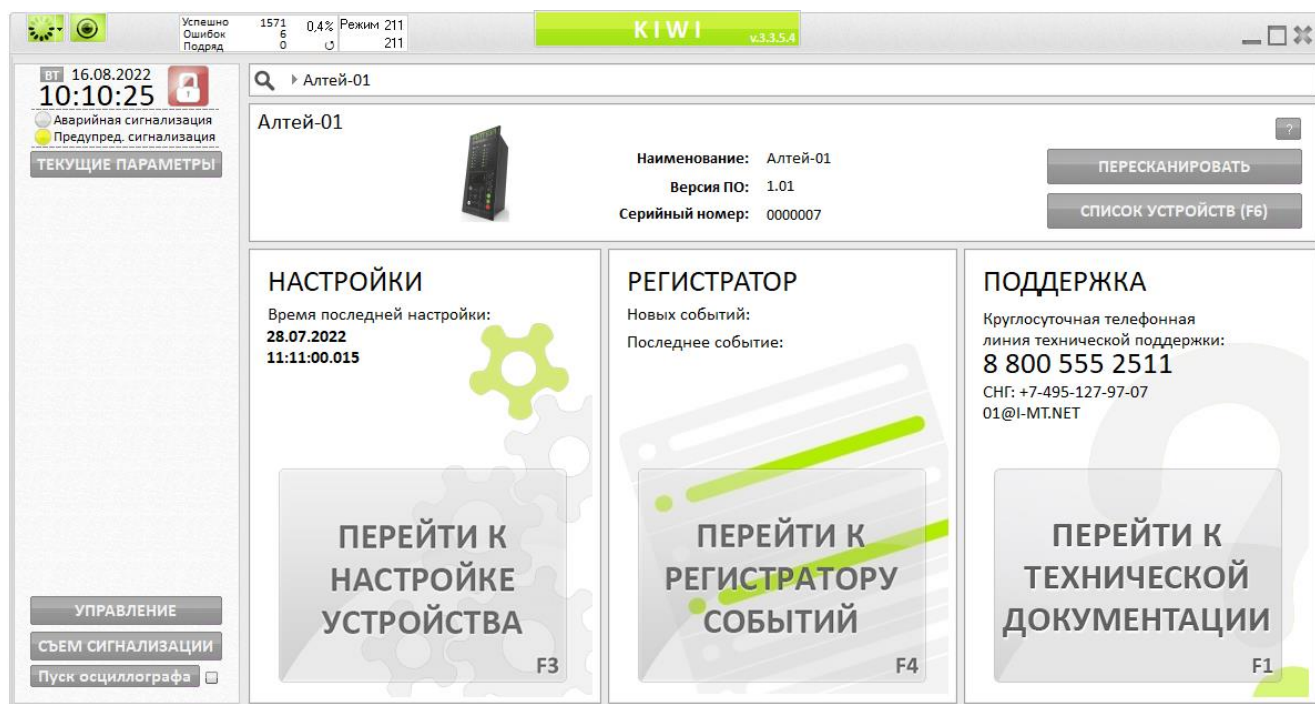 Успешно 1571 0,4% Режим 211
Ошибок 6
Подряд 0 211
KIWI v.3.3.5.4
ВТ 16.08.2022
10:10:25
Аварийная сигнализация
Предупред. сигнализация
ТЕКУЩИЕ ПАРАМЕТРЫ
Алтей-01
Алтей-01
?
Наименование: Алтей-01
Версия ПО: 1.01
Серийный номер: 0000007
ПЕРЕСКАНИРОВАТЬ
СПИСОК УСТРОЙСТВ (F6)
НАСТРОЙКИ
Время последней настройки:
28.07.2022
11:11:00.015
ПЕРЕЙТИ К
НАСТРОЙКЕ
УСТРОЙСТВА
F3
РЕГИСТРАТОР
Новых событий:
Последнее событие:
ПЕРЕЙТИ К
РЕГИСТРАТОРУ
СОБЫТИЙ
F4
ПОДДЕРЖКА
Круглосуточная телефонная
линия технической поддержки:
8 800 555 2511
СНГ: +7-495-127-97-07
01@I-MT.NET
ПЕРЕЙТИ К
ТЕХНИЧЕСКОЙ
ДОКУМЕНТАЦИИ
F1
УПРАВЛЕНИЕ
СЪЕМ СИГНАЛИЗАЦИИ
Пуск осциллографа